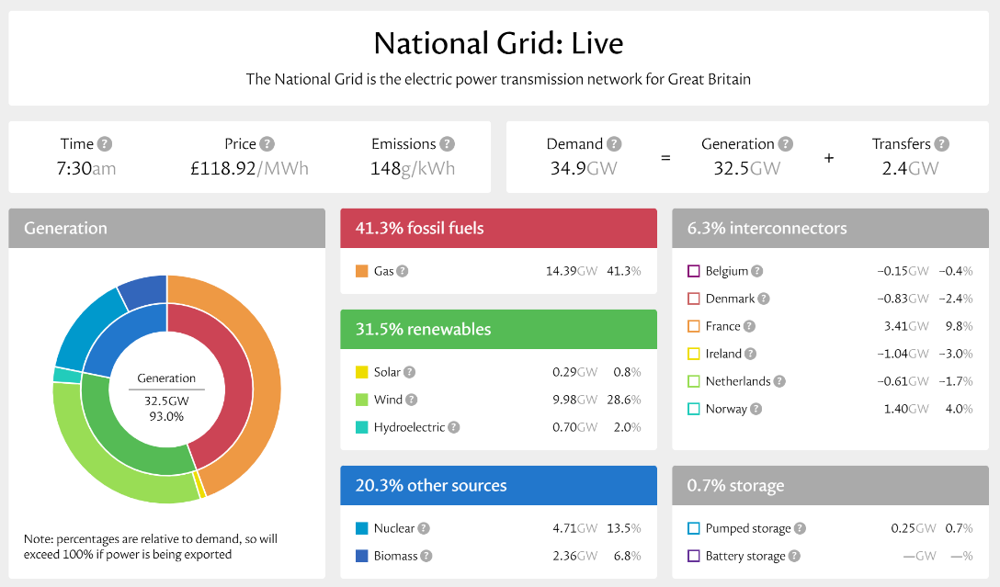 National Grid: Live
The National Grid is the electric power transmission network for Great Britain
Time ?
7:30am
Price ?
£118.92/MWh
Emissions ?
148g/kWh
Demand ?
34.9GW
=
Generation ?
32.5GW
+
Transfers ?
2.4GW
Generation
Generation
32.5GW
93.0%
Note: percentages are relative to demand, so will
exceed 100% if power is being exported
41.3% fossil fuels
Gas ? 14.39GW 41.3%
31.5% renewables
Solar ? 0.29GW 0.8%
Wind ? 9.98GW 28.6%
Hydroelectric ? 0.70GW 2.0%
20.3% other sources
Nuclear ? 4.71GW 13.5%
Biomass ? 2.36GW 6.8%
6.3% interconnectors
Belgium ? −0.15GW −0.4%
Denmark ? −0.83GW −2.4%
France ? 3.41GW 9.8%
Ireland ? −1.04GW −3.0%
Netherlands ? −0.61GW −1.7%
Norway ? 1.40GW 4.0%
0.7% storage
Pumped storage ? 0.25GW 0.7%
Battery storage ? —GW —%